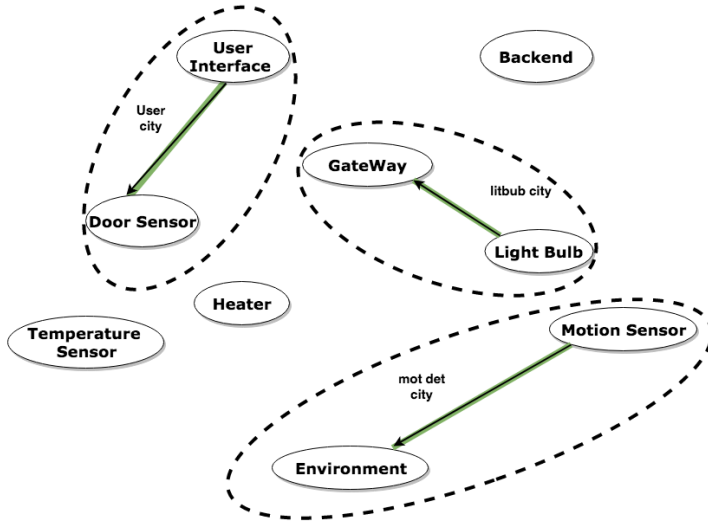 User
Interface
Backend
User
city
GateWay
litbub city
Door Sensor
Light Bulb
Heater
Temperature
Sensor
Motion Sensor
mot det
city
Environment